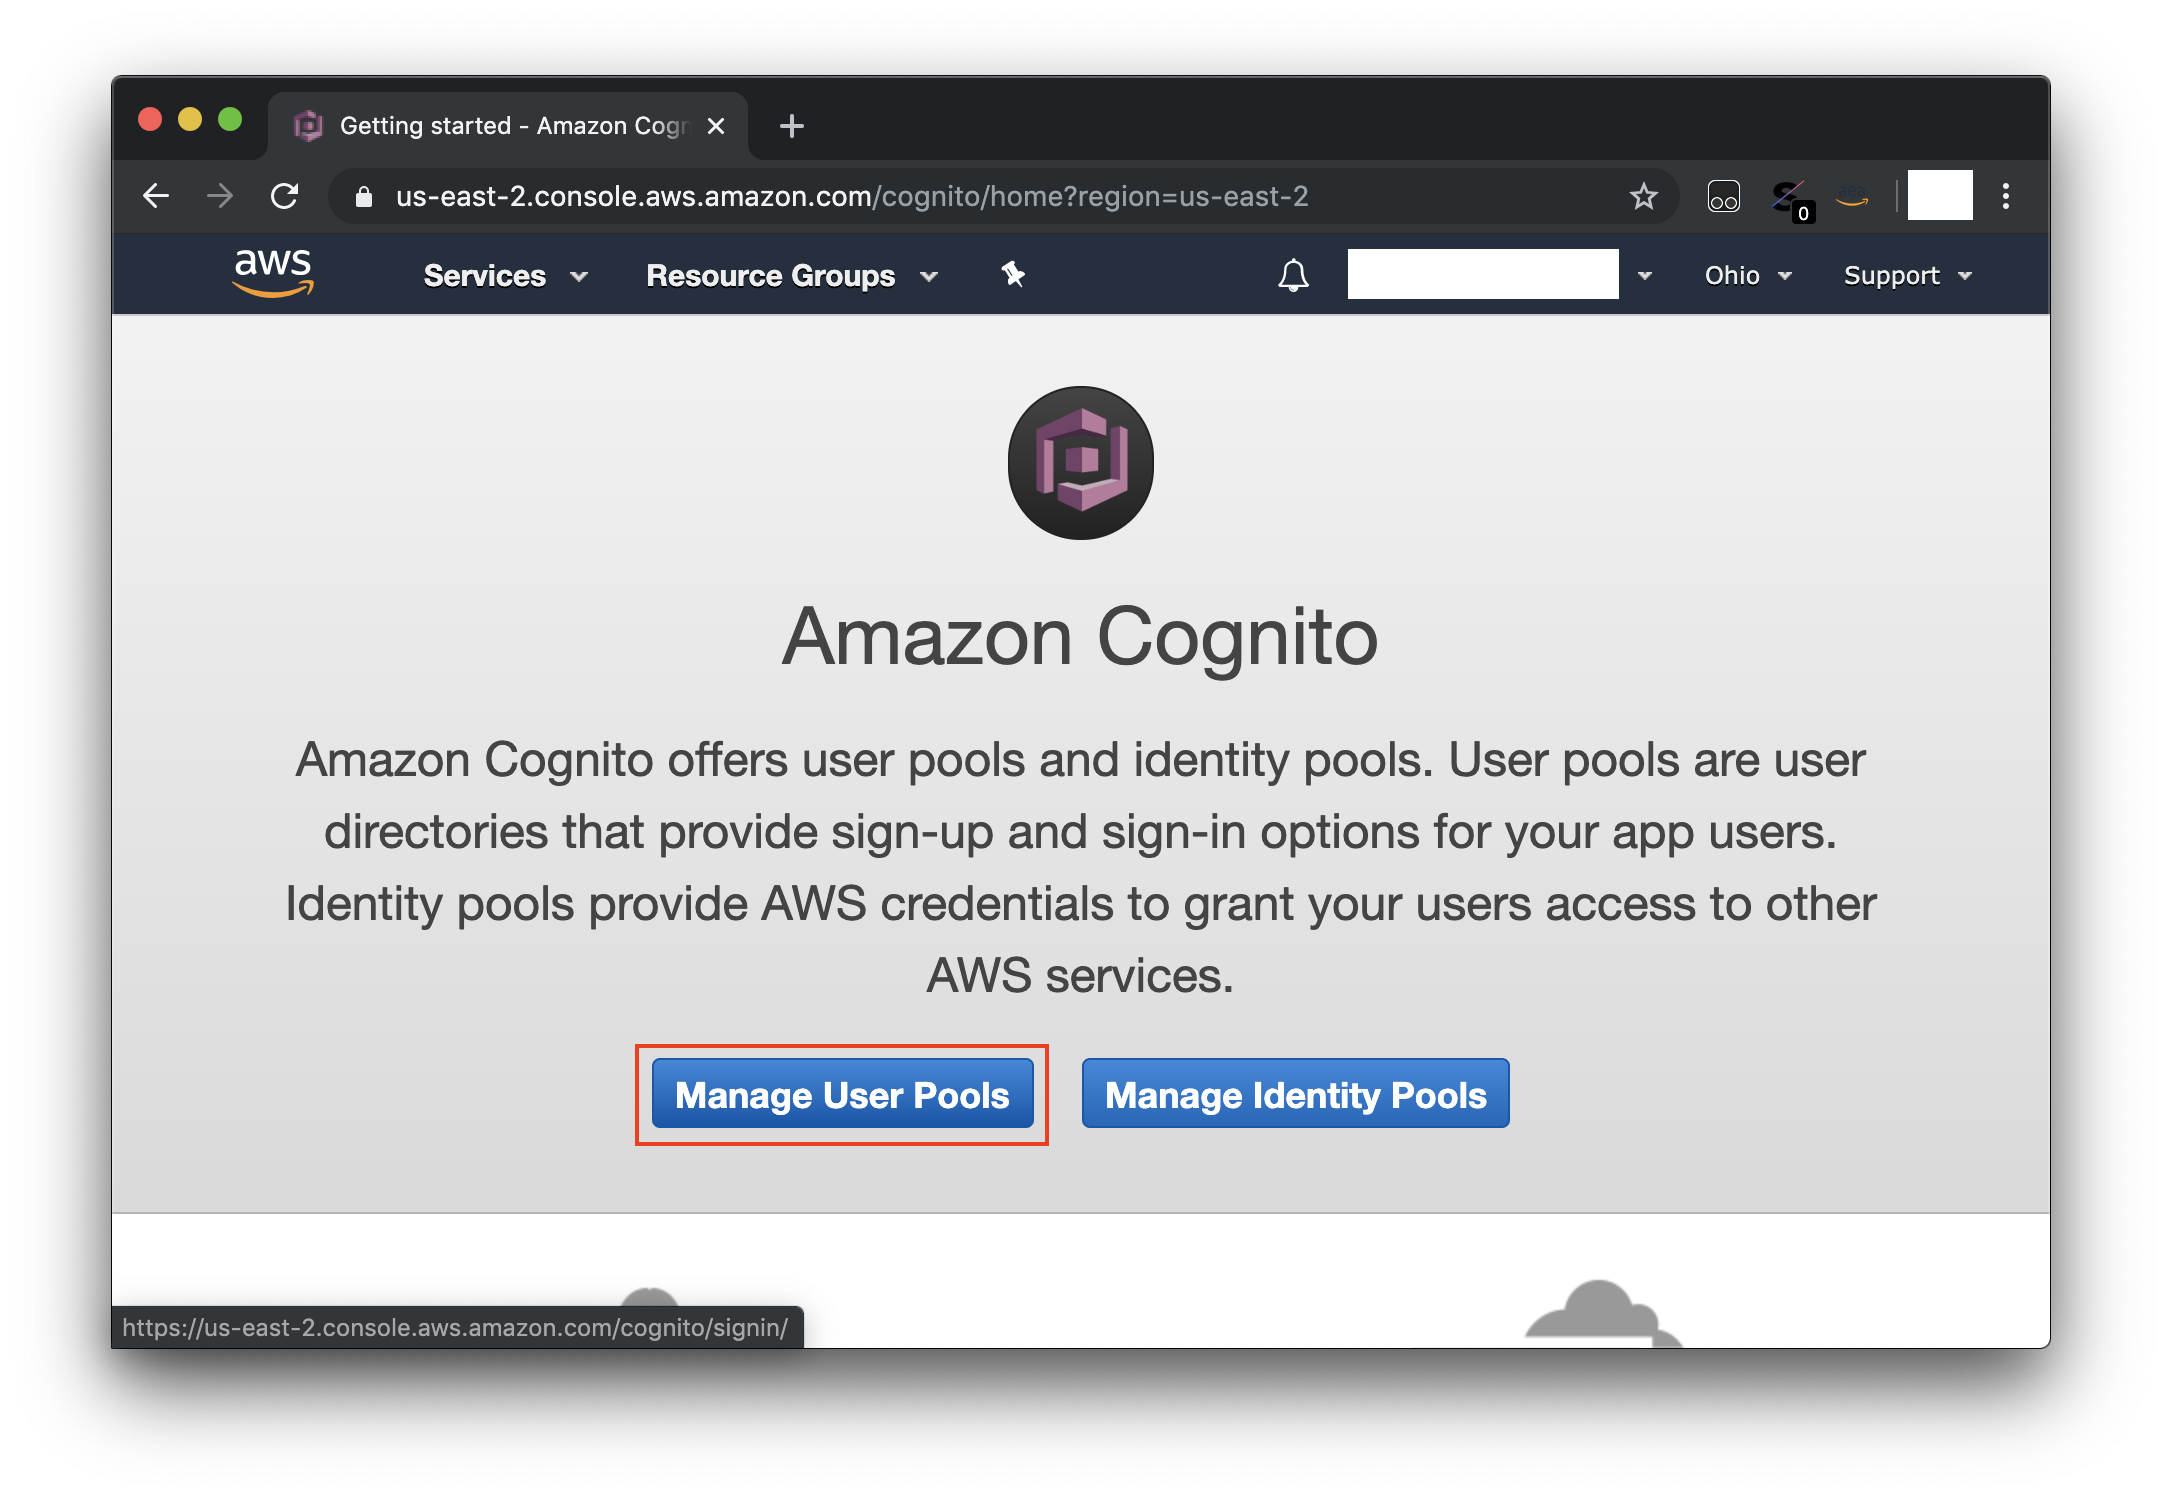 Getting started - Amazon Cogn
us-east-2.console.aws.amazon.com/cognito/home?region=us-east-2
aea
0
aws
Services
Resource Groups
Ohio
Support
Amazon Cognito
Amazon Cognito offers user pools and identity pools. User pools are user
directories that provide sign-up and sign-in options for your app users.
Identity pools provide AWS credentials to grant your users access to other
AWS services.
Manage User Pools
Manage Identity Pools
https://us-east-2.console.aws.amazon.com/cognito/signin/